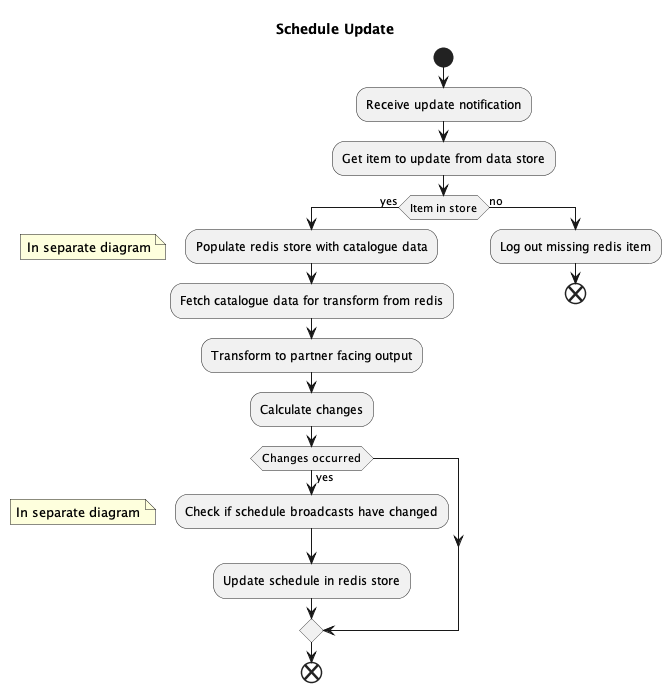 Schedule Update
Receive update notification
Get item to update from data store
yes
Item in store
no
In separate diagram
Populate redis store with catalogue data
Log out missing redis item
Fetch catalogue data for transform from redis
Transform to partner facing output
Calculate changes
Changes occurred
yes
In separate diagram
Check if schedule broadcasts have changed
Update schedule in redis store